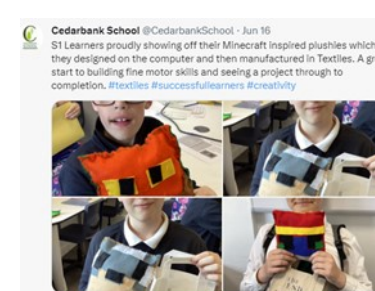 Cedarbank School @CedarbankSchool · Jun 16
S1 Learners proudly showing off their Minecraft inspired plushies which
they designed on the computer and then manufactured in Textiles. A gr
start to building fine motor skills and seeing a project through to
completion. #textiles #successfullearners #creativity